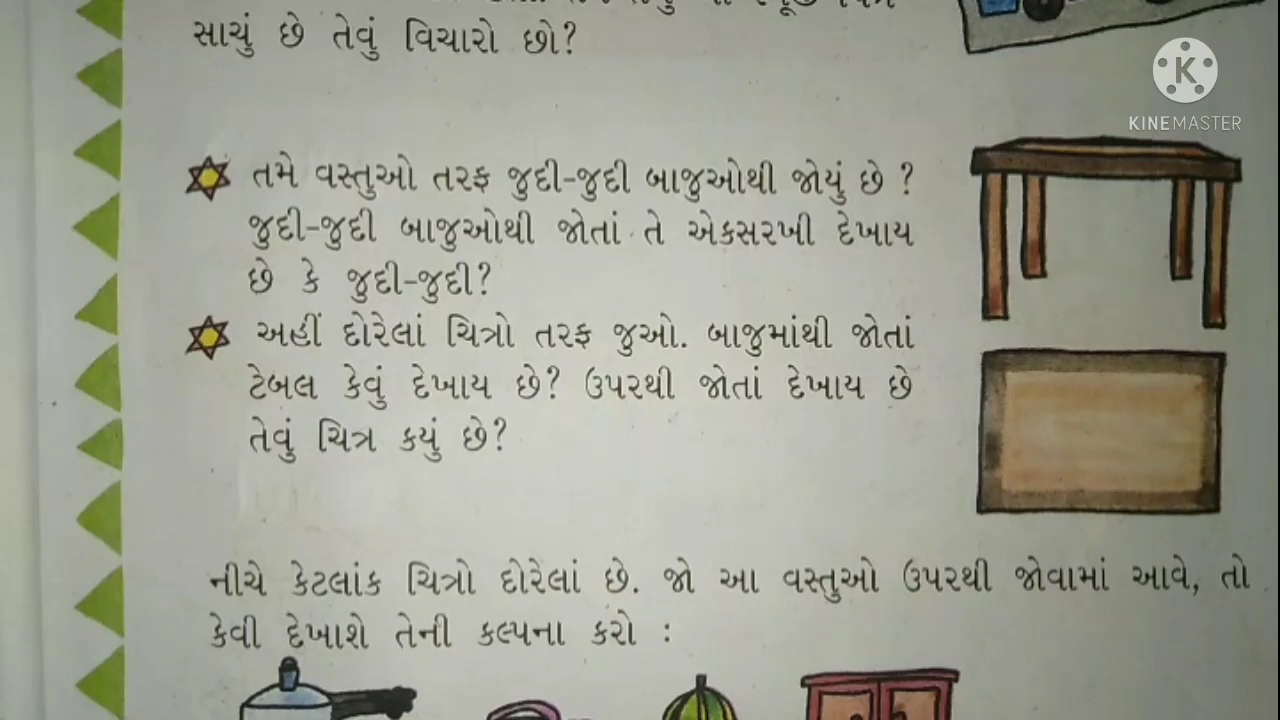 સાચું છે તેવું વિચારો છો?
KINEMASTER
તમે વસ્તુઓ તરફ જુદી-જુદી બાજુઓથી જોયું છે ?
જુદી-જુદી બાજુઓથી જોતાં તે એકસરખી દેખાય
છે કે જુદી-જુદી?
અહીં દોરેલાં ચિત્રો તરફ જુઓ. બાજુમાંથી જોતાં
ટેબલ કેવું દેખાય છે? ઉપરથી જોતાં દેખાય છે
તેવું ચિત્ર કયું છે?
નીચે કેટલાંક ચિત્રો દોરેલાં છે. જો આ વસ્તુઓ ઉપરથી જોવામાં આવે, તો
કેવી દેખાશે તેની કલ્પના કરો :